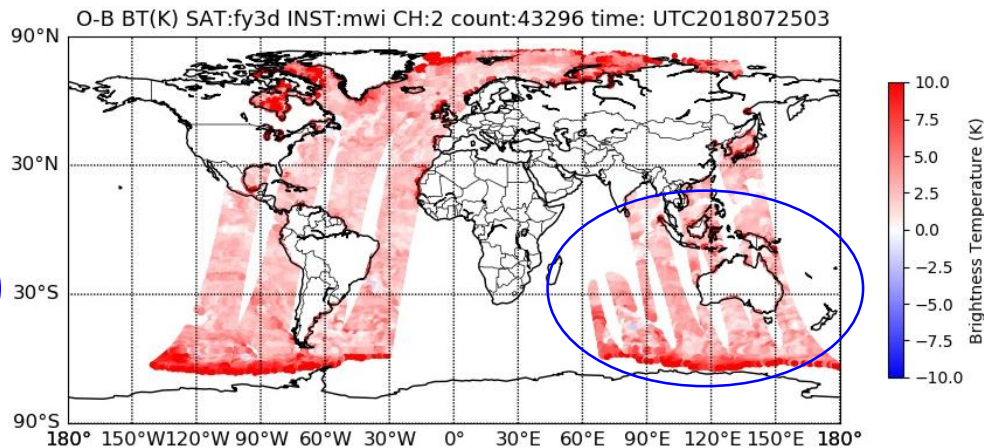 O-B BT(K) SAT:fy3d INST:mwi CH:2 count:43296 time: UTC2018072503
90°N
30°N
30°S
90°S
180° 150°W 120°W 90°W 60°W 30°W 0° 30°E 60°E 90°E 120°E 150°E 180°
10.0
7.5
5.0
2.5
0.0
−2.5
−5.0
−7.5
−10.0
Brightness Temperature (K)